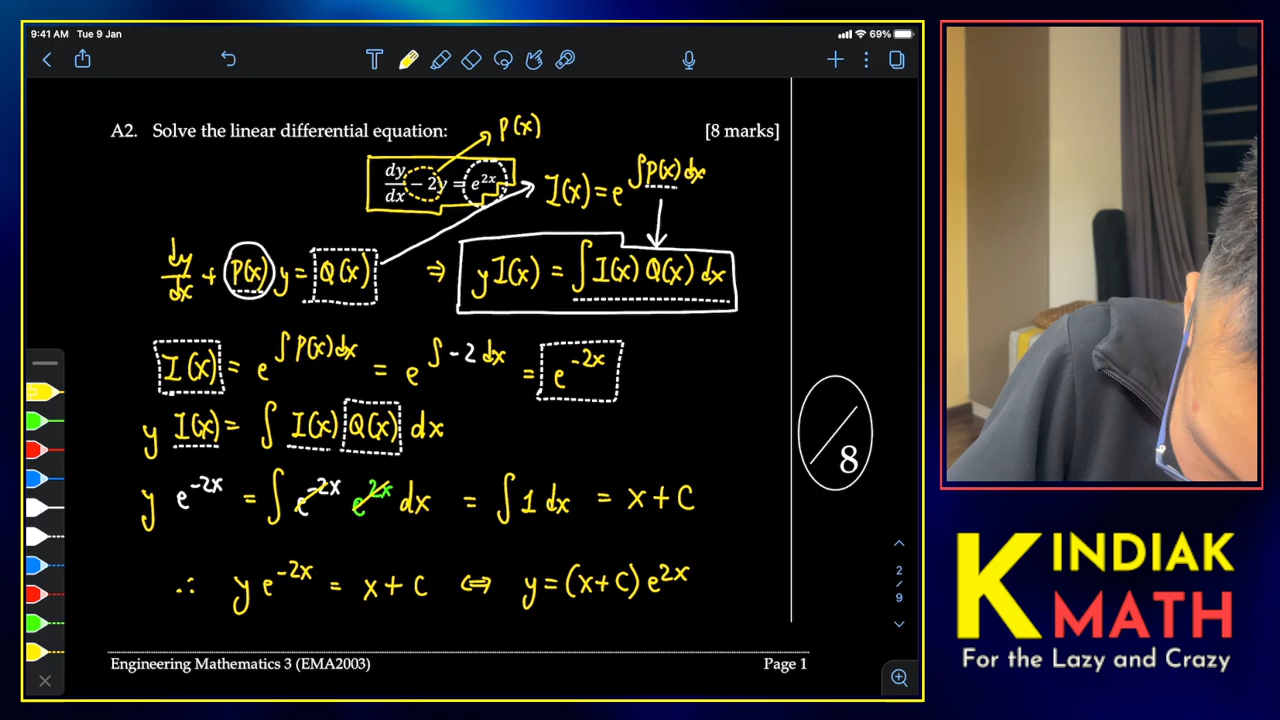 9:41 AM Tue 9 Jan 69%
A2. Solve the linear differential equation: [8 marks]
P(x)
dy/dx − 2y = e^{2x}
I(x) = e^{∫P(x)dx}
dy/dx + P(x) y = Q(x) ⇒ y I(x) = ∫ I(x) Q(x) dx
I(x) = e^{∫P(x)dx} = e^{∫−2 dx} = e^{−2x}
y I(x) = ∫ I(x) Q(x) dx
y e^{−2x} = ∫ e^{−2x} e^{2x} dx = ∫ 1 dx = x + C
∴ y e^{−2x} = x + C ⇔ y = (x + C) e^{2x}
/8
2/9
Engineering Mathematics 3 (EMA2003) Page 1
KINDIAK
MATH
For the Lazy and Crazy